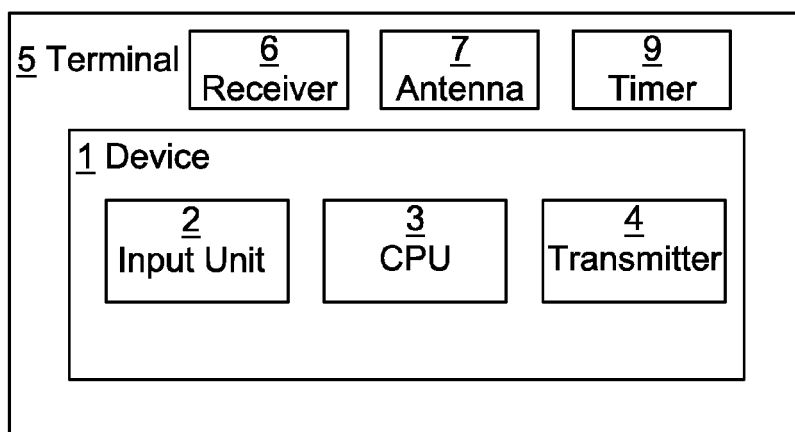 5 Terminal
6
Receiver
7
Antenna
9
Timer
1 Device
2
Input Unit
3
CPU
4
Transmitter